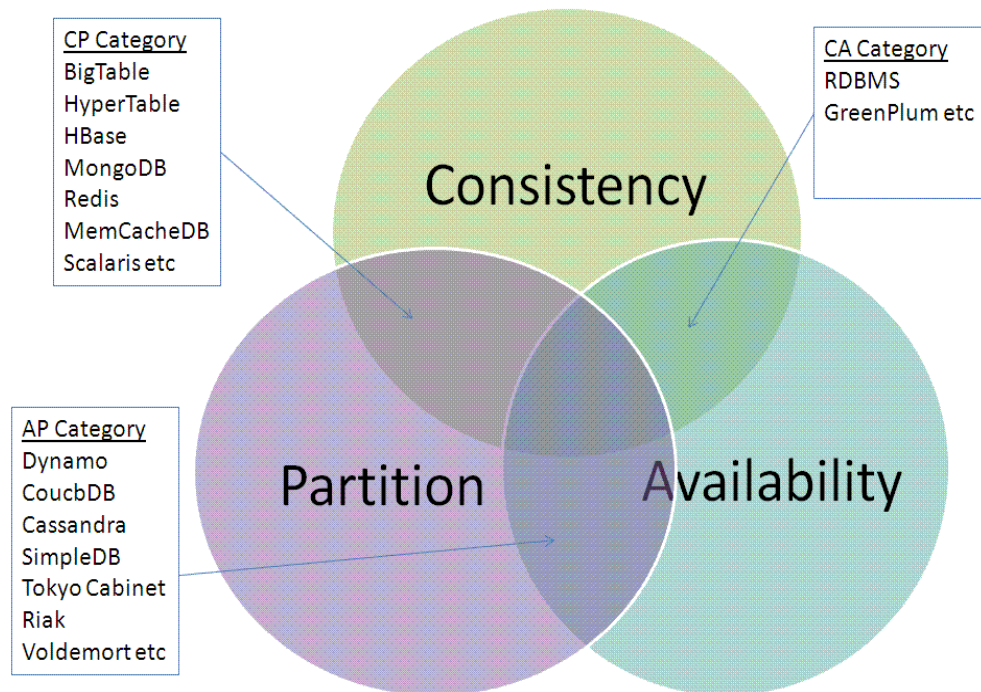 CP Category
BigTable
HyperTable
HBase
MongoDB
Redis
MemCacheDB
Scalaris etc
CA Category
RDBMS
GreenPlum etc
Consistency
AP Category
Dynamo
CoucbDB
Cassandra
SimpleDB
Tokyo Cabinet
Riak
Voldemort etc
Partition
Availability